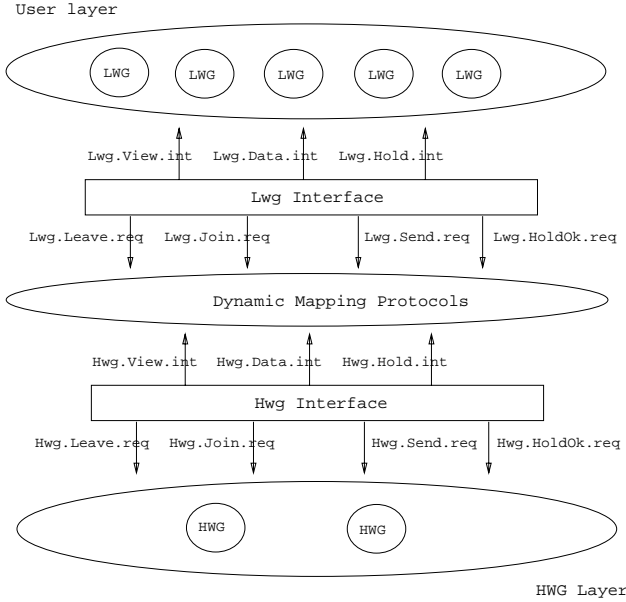 User layer
LWG LWG LWG LWG LWG
Lwg.View.int Lwg.Data.int Lwg.Hold.int
Lwg Interface
Lwg.Leave.req Lwg.Join.req Lwg.Send.req Lwg.HoldOk.req
Dynamic Mapping Protocols
Hwg.View.int Hwg.Data.int Hwg.Hold.int
Hwg Interface
Hwg.Leave.req Hwg.Join.req Hwg.Send.req Hwg.HoldOk.req
HWG HWG
HWG Layer